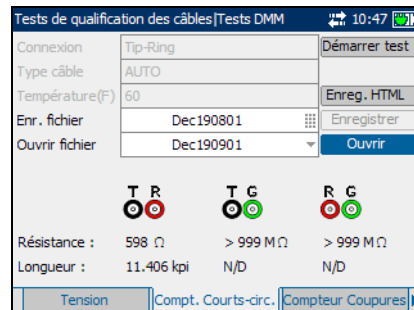 Tests de qualification des câbles|Tests DMM 10:47
Connexion Tip-Ring Démarrer test
Type câble AUTO
Température(F) 60 Enreg. HTML
Enr. fichier Dec190801 Enregistrer
Ouvrir fichier Dec190901 Ouvrir
T R T G R G
Résistance : 598 Ω > 999 MΩ > 999 MΩ
Longueur : 11.406 kpi N/D N/D
Tension Compt. Courts-circ. Compteur Coupures